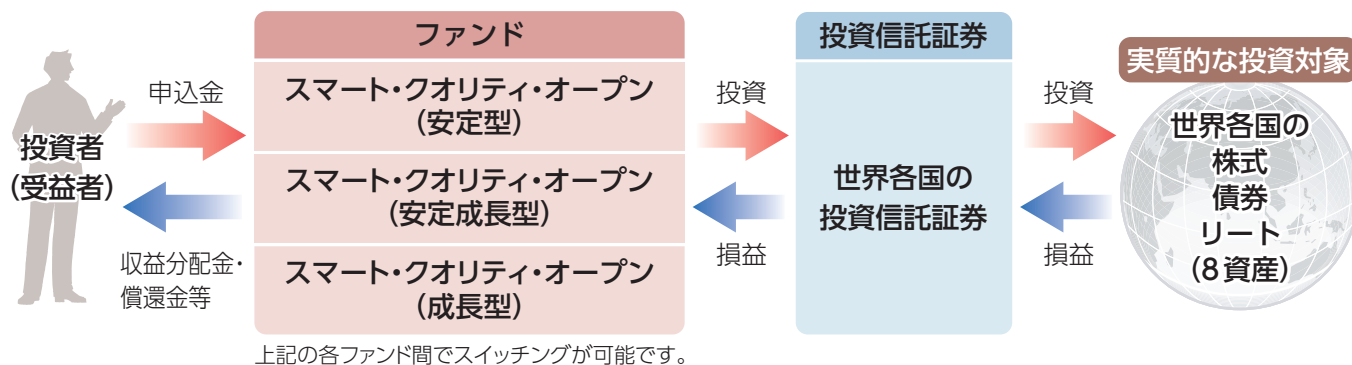 投資者
(受益者)
申込金
収益分配金・
償還金等
ファンド
スマート・クオリティ・オープン
(安定型)
スマート・クオリティ・オープン
(安定成長型)
スマート・クオリティ・オープン
(成長型)
上記の各ファンド間でスイッチングが可能です。
投資
損益
投資信託証券
世界各国の
投資信託証券
投資
損益
実質的な投資対象
世界各国の
株式
債券
リート
(8資産)